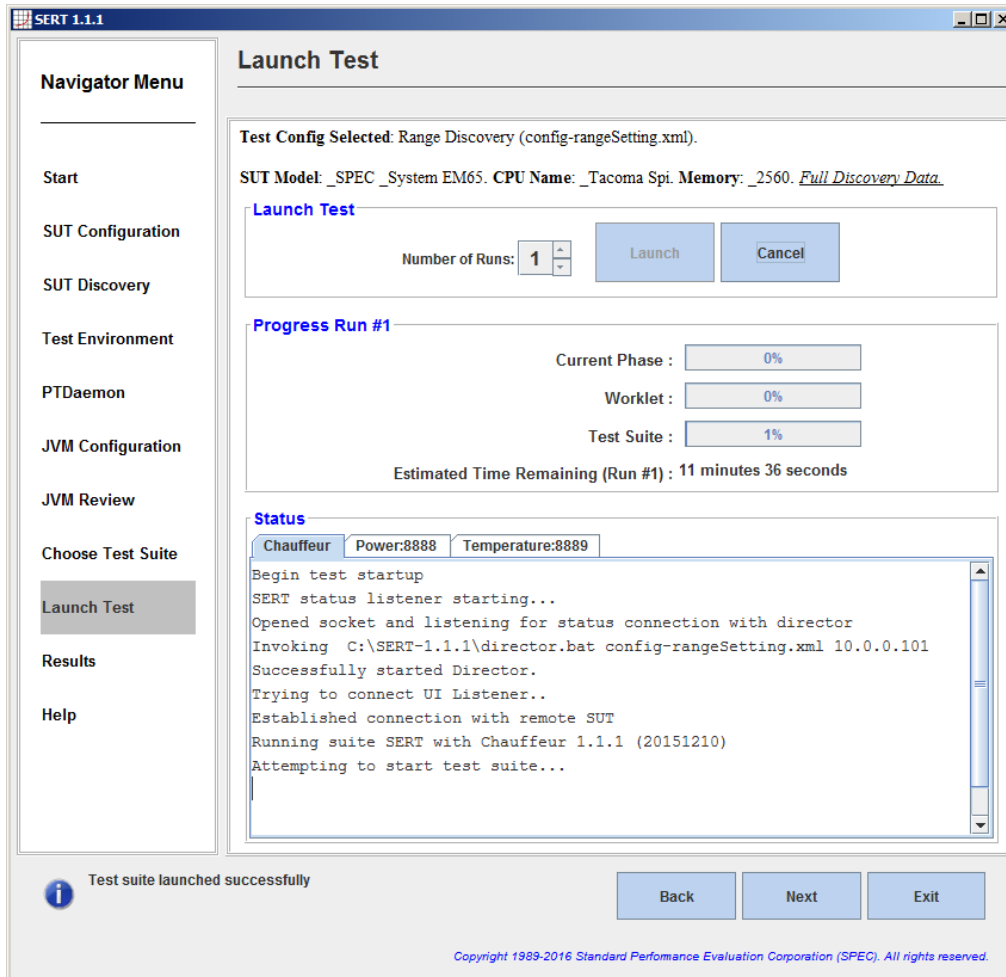 SERT 1.1.1
Navigator Menu
Start
SUT Configuration
SUT Discovery
Test Environment
PTDaemon
JVM Configuration
JVM Review
Choose Test Suite
Launch Test
Results
Help
Launch Test
Test Config Selected: Range Discovery (config-rangeSetting.xml).
SUT Model: _SPEC _System EM65. CPU Name: _Tacoma Spi. Memory: _2560. Full Discovery Data.
Launch Test
Number of Runs: 1 Launch Cancel
Progress Run #1
Current Phase : 0%
Worklet : 0%
Test Suite : 1%
Estimated Time Remaining (Run #1) : 11 minutes 36 seconds
Status
Chauffeur Power:8888 Temperature:8889
Begin test startup
SERT status listener starting...
Opened socket and listening for status connection with director
Invoking  C:\SERT-1.1.1\director.bat config-rangeSetting.xml 10.0.0.101
Successfully started Director.
Trying to connect UI Listener..
Established connection with remote SUT
Running suite SERT with Chauffeur 1.1.1 (20151210)
Attempting to start test suite...
Test suite launched successfully
Back Next Exit
Copyright 1989-2016 Standard Performance Evaluation Corporation (SPEC). All rights reserved.